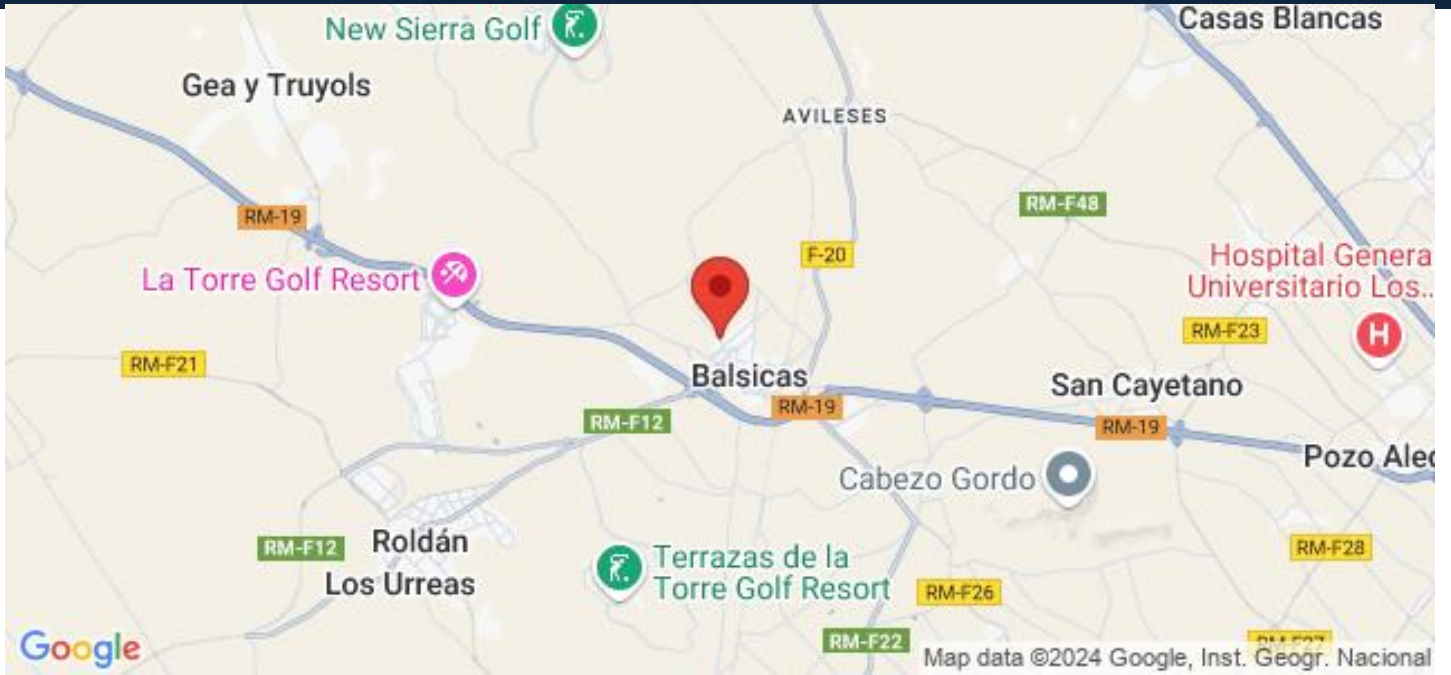 New Sierra Golf
Casas Blancas
Gea y Truyols
AVILESES
RM-19
RM-F48
F-20
La Torre Golf Resort
Hospital Genera
Universitario Los...
H
RM-F21
RM-F23
Balsicas
San Cayetano
RM-19
RM-F12
RM-19
Pozo Alec
Cabezo Gordo
RM-F12
Roldán
Los Urreas
RM-F28
Terrazas de la
Torre Golf Resort
RM-F26
RM-F22
RM-F27
Google
Map data ©2024 Google, Inst. Geogr. Nacional